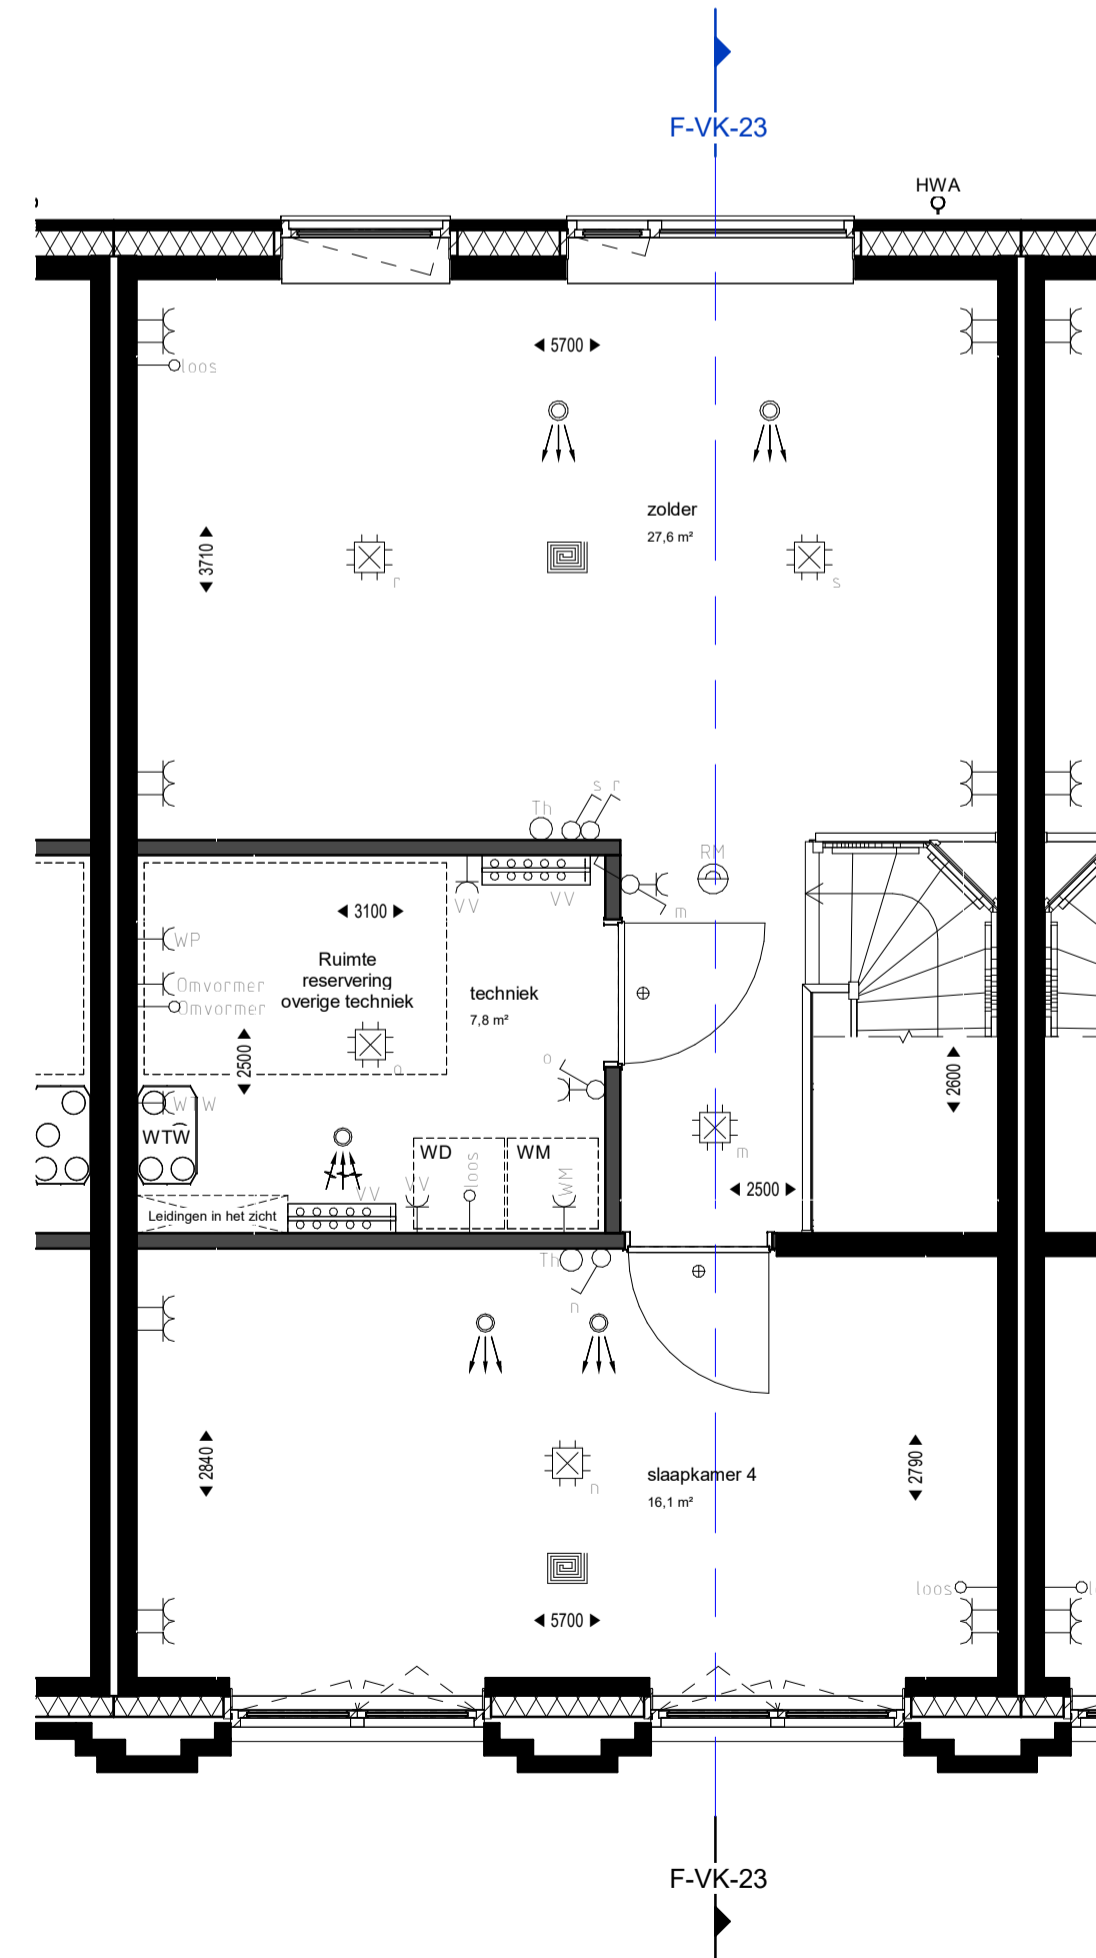 F-VK-23
HWA
5700
loos
zolder
27,6 m²
3710
r
s
s r
Th
RM
VV
VV
m
3100
WP
Ruimte
reservering
overige techniek
Omvormer
Omvormer
techniek
7,8 m²
2500
o
o
2600
WTW
WTW
m
WD
WM
loos
WM
VV
VV
2500
Leidingen in het zicht
Th
n
2840
2790
slaapkamer 4
16,1 m²
n
loos
5700
F-VK-23